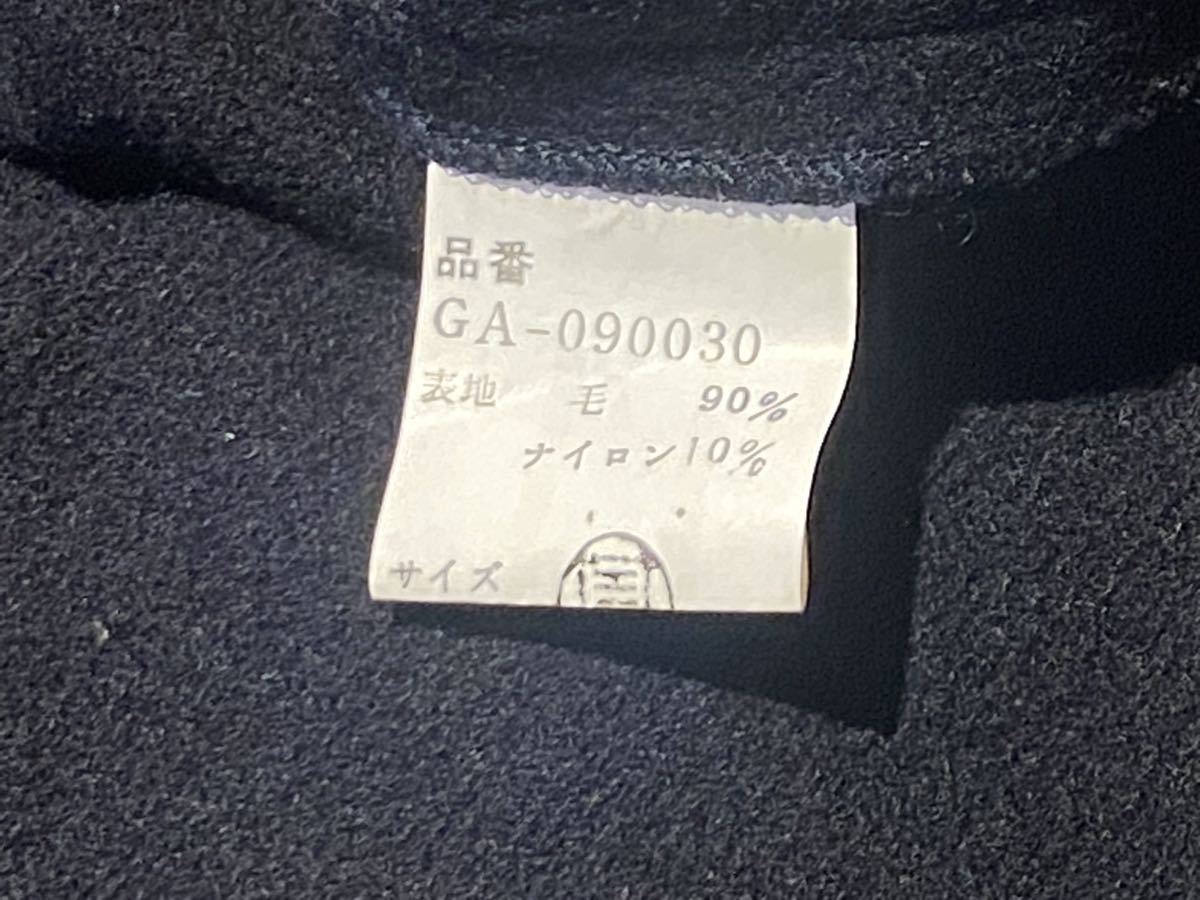 品番
GA-090030
表地 毛 90%
ナイロン10%
サイズ